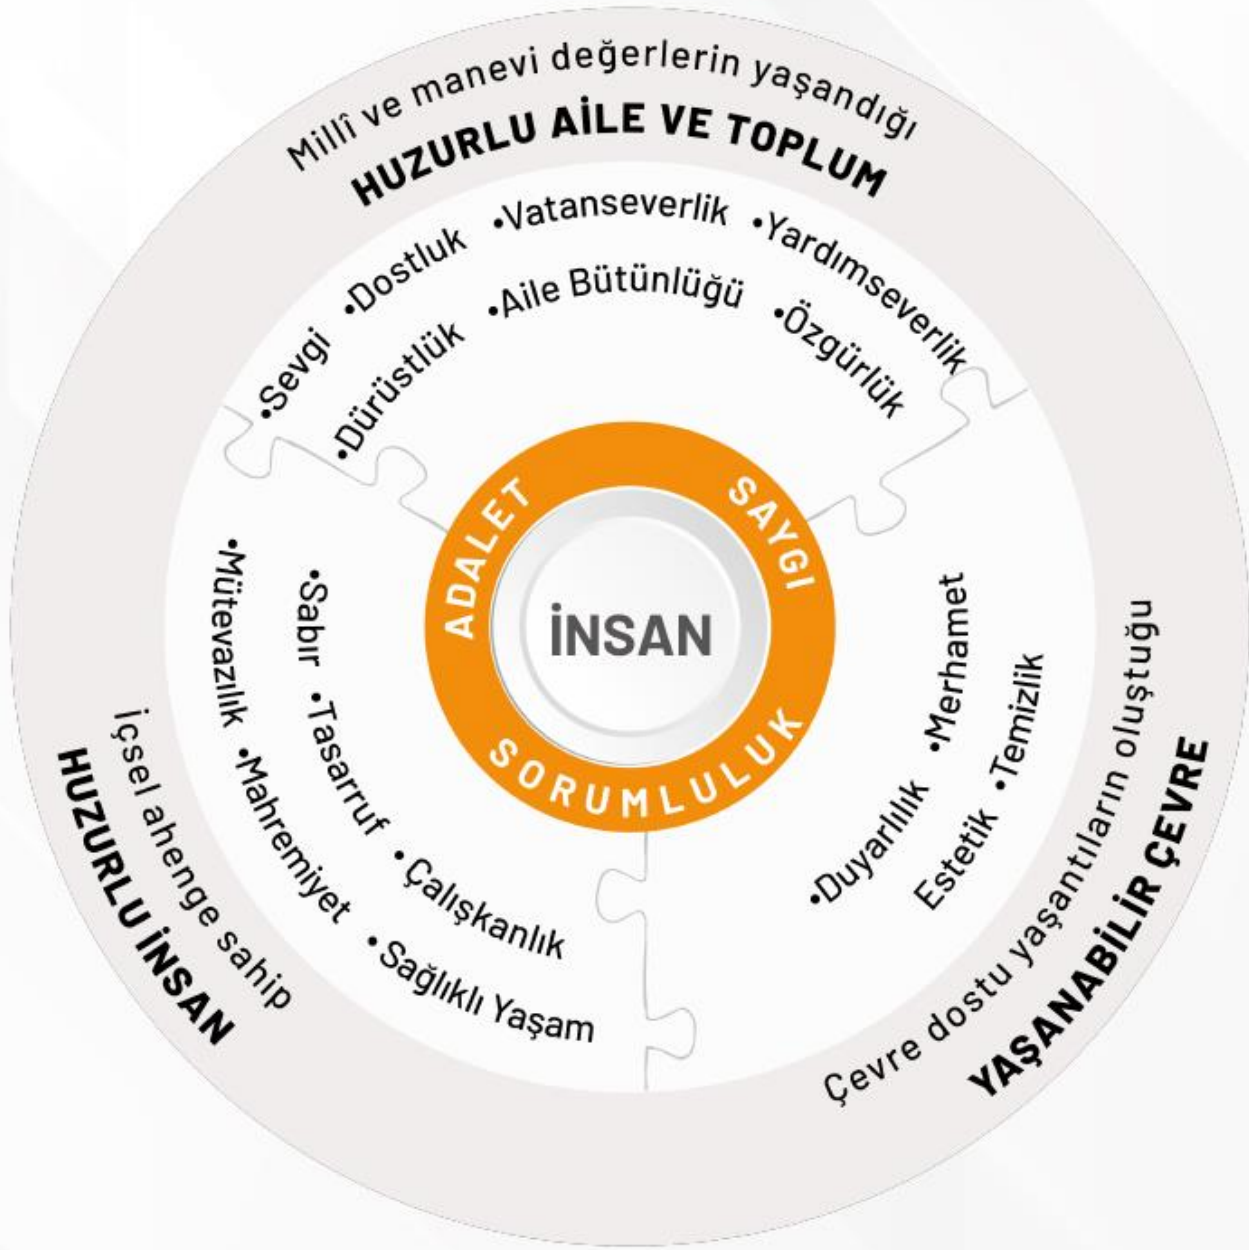 Millî ve manevi değerlerin yaşandığı
HUZURLU AİLE VE TOPLUM
•Sevgi •Dostluk •Vatanseverlik •Yardımseverlik
•Dürüstlük •Aile Bütünlüğü •Özgürlük
ADALET
SAYGI
SORUMLULUK
İNSAN
•Mütevazılık •Mahremiyet •Sağlıklı Yaşam
•Sabır •Tasarruf •Çalışkanlık
İçsel ahenge sahip
HUZURLU İNSAN
•Duyarlılık •Merhamet
Estetik •Temizlik
Çevre dostu yaşantıların oluştuğu
YAŞANABİLİR ÇEVRE